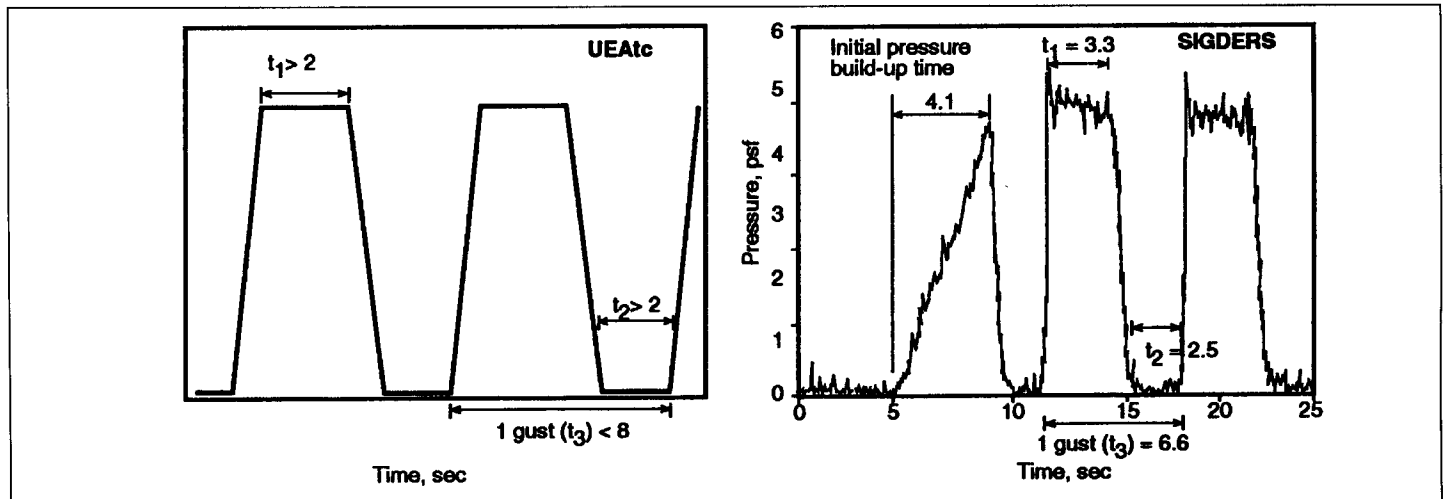 UEAtc
t1> 2
t2> 2
1 gust (t3) < 8
Time, sec
SIGDERS
Initial pressure
build-up time
t1 = 3.3
4.1
Pressure, psf
6
5
4
3
2
1
0
t2 = 2.5
0
5
10
15
20
25
1 gust (t3) = 6.6
Time, sec